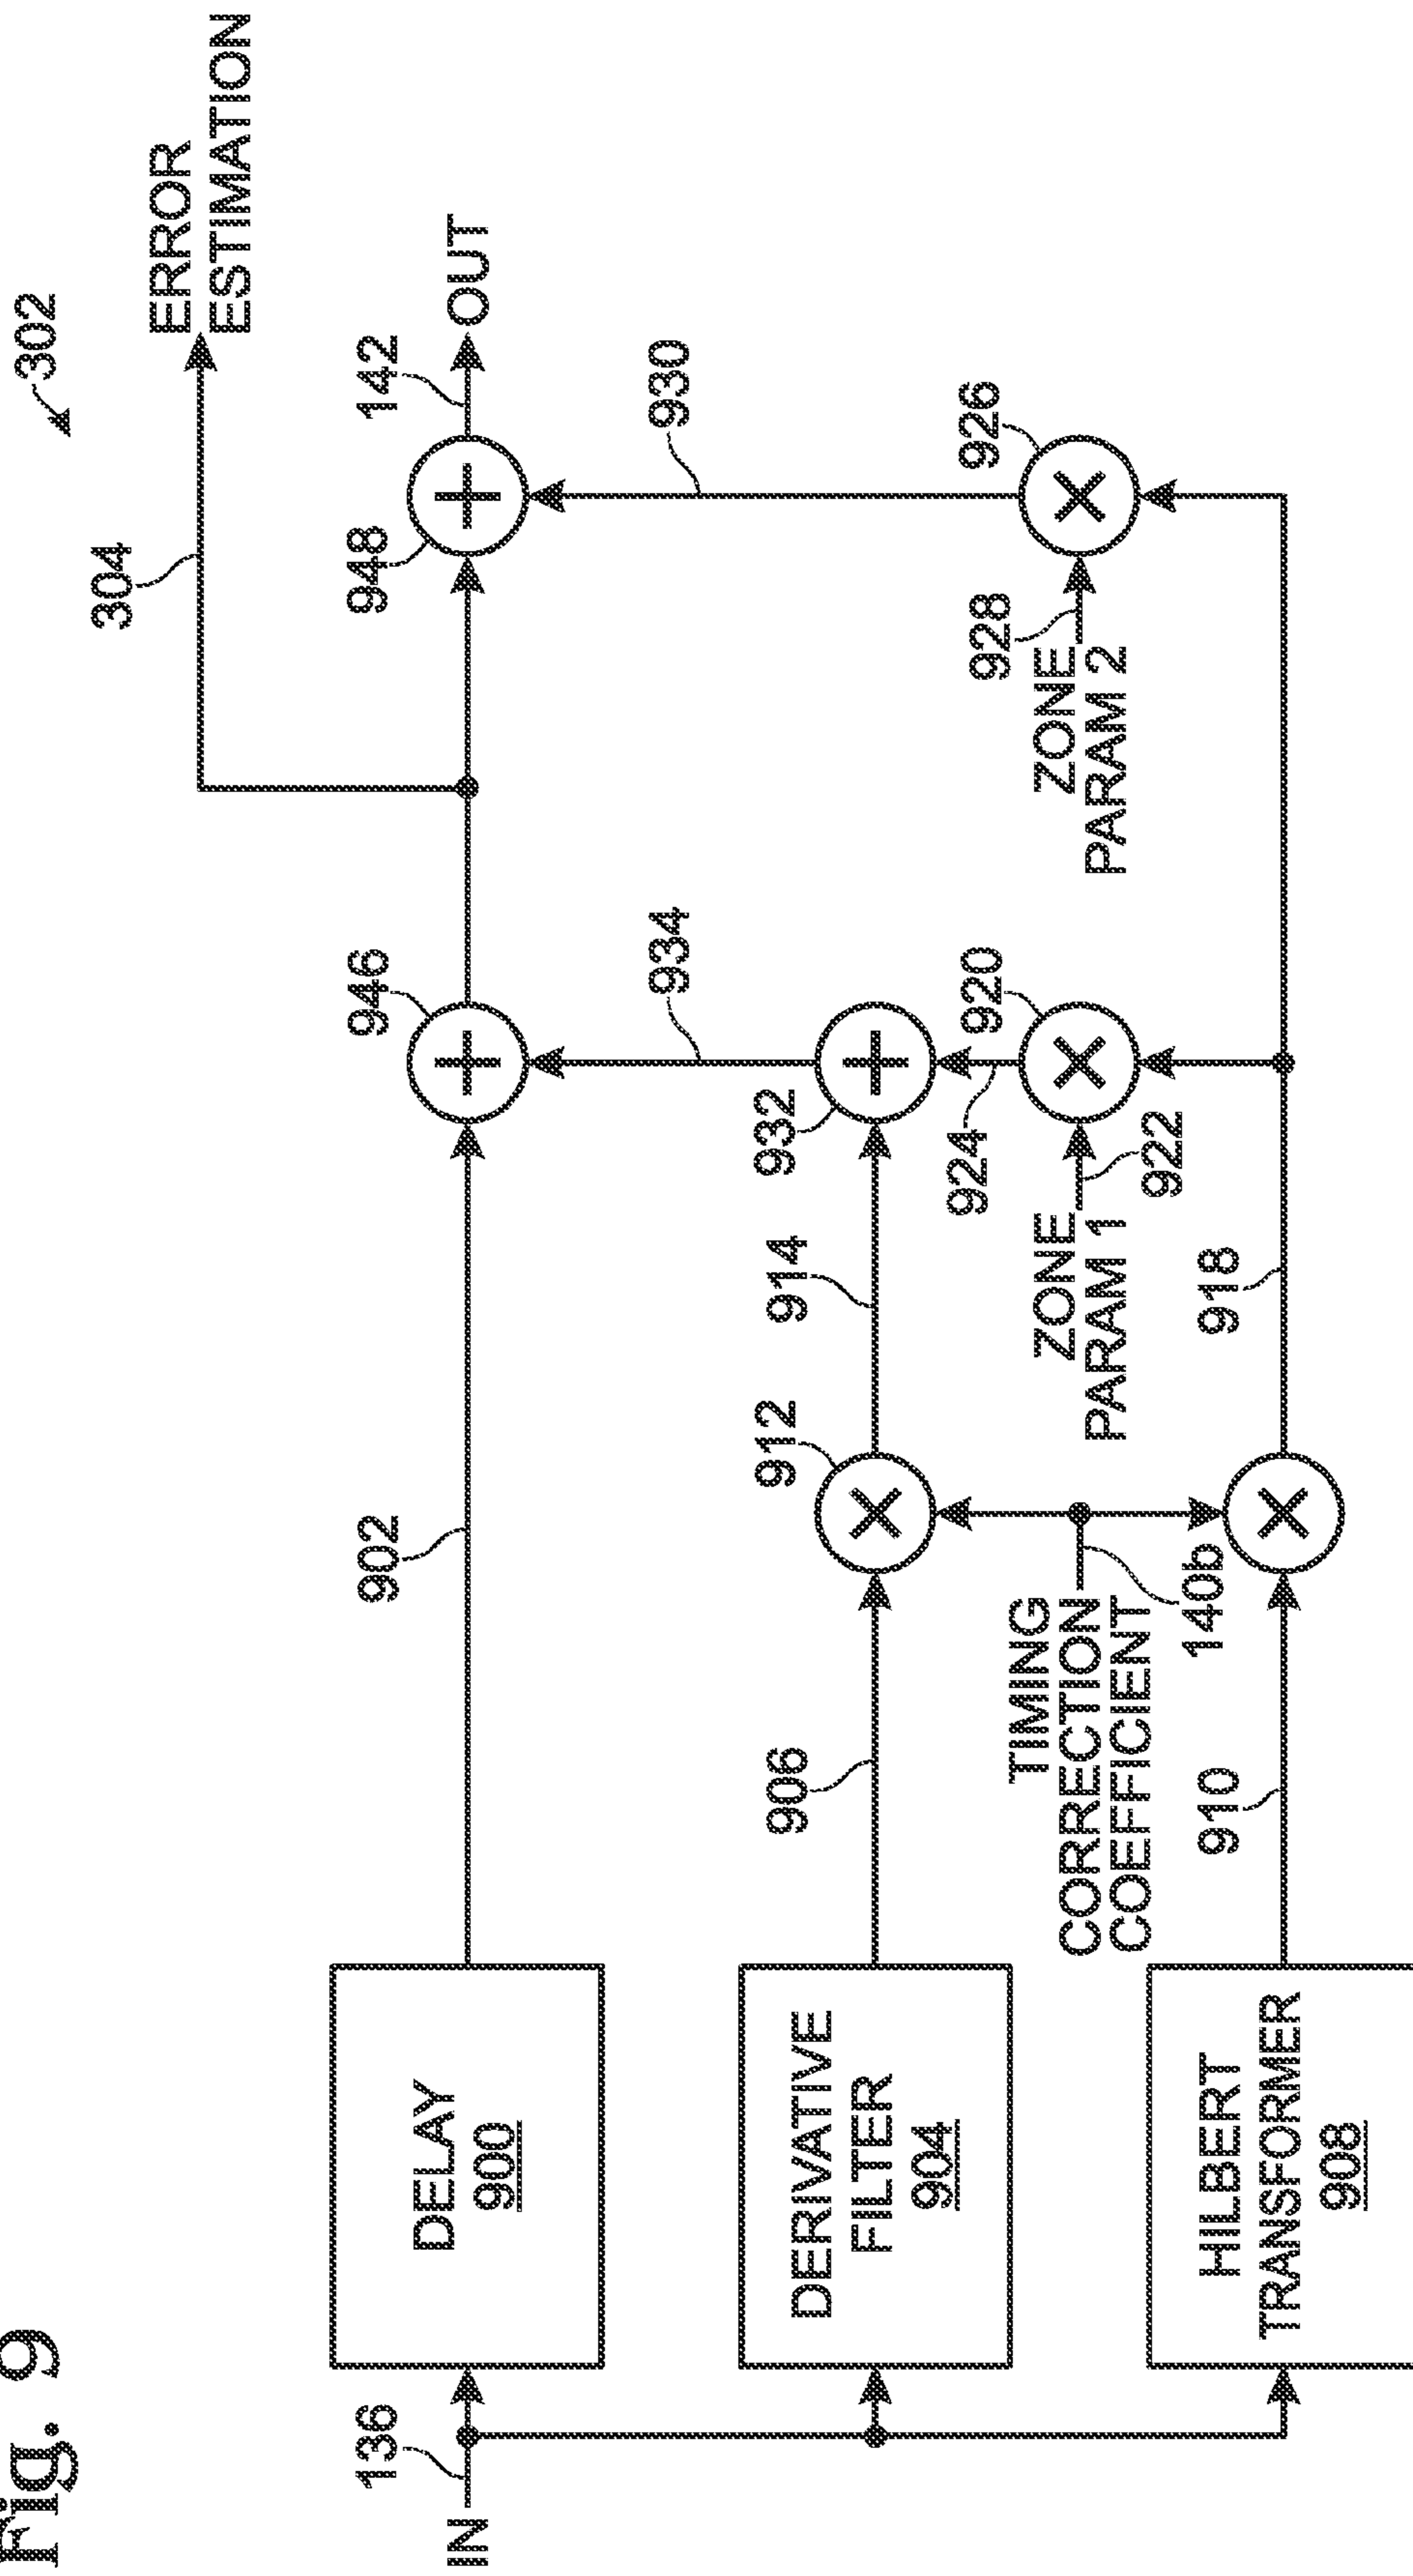 Fig. 9
302
304
ERROR
ESTIMATION
IN
136
DELAY
900
902
946
948
142
OUT
DERIVATIVE
FILTER
904
906
912
914
932
934
930
TIMING
CORRECTION
COEFFICIENT
140b
ZONE
PARAM 1
922
924
920
ZONE
PARAM 2
928
926
HILBERT
TRANSFORMER
908
910
918